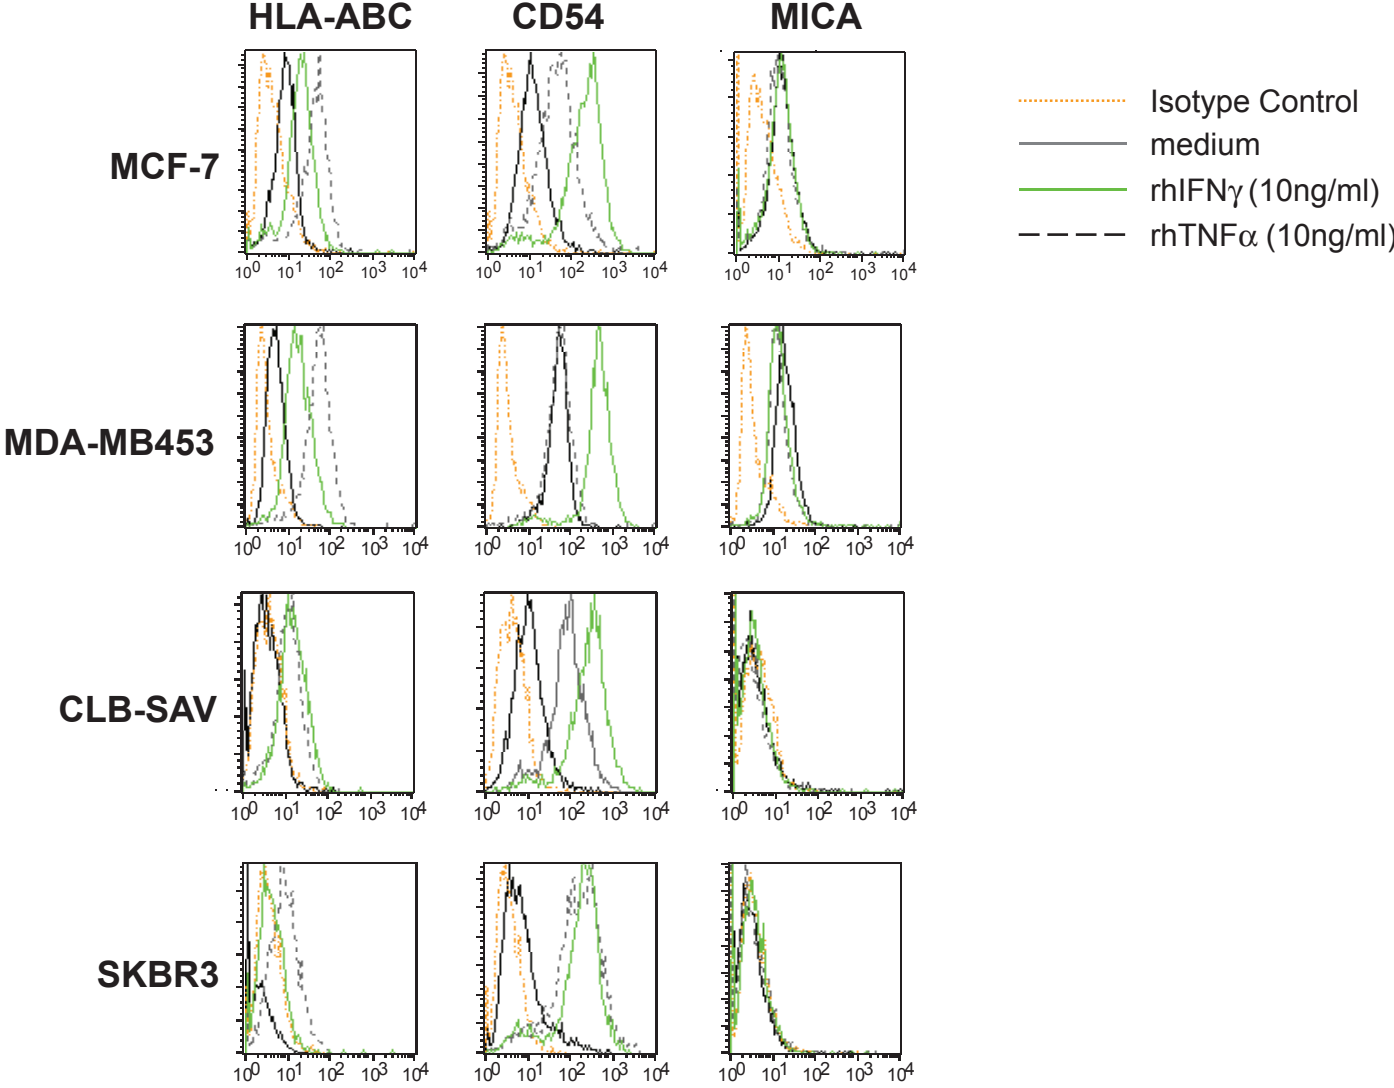 HLA-ABC CD54 MICA
MCF-7
10⁰ 10¹ 10² 10³ 10⁴ 10⁰ 10¹ 10² 10³ 10⁴ 10⁰ 10¹ 10² 10³ 10⁴
Isotype Control
medium
rhIFNγ (10ng/ml)
rhTNFα (10ng/ml)
MDA-MB453
10⁰ 10¹ 10² 10³ 10⁴ 10⁰ 10¹ 10² 10³ 10⁴ 10⁰ 10¹ 10² 10³ 10⁴
CLB-SAV
10⁰ 10¹ 10² 10³ 10⁴ 10⁰ 10¹ 10² 10³ 10⁴ 10⁰ 10¹ 10² 10³ 10⁴
SKBR3
10⁰ 10¹ 10² 10³ 10⁴ 10⁰ 10¹ 10² 10³ 10⁴ 10⁰ 10¹ 10² 10³ 10⁴